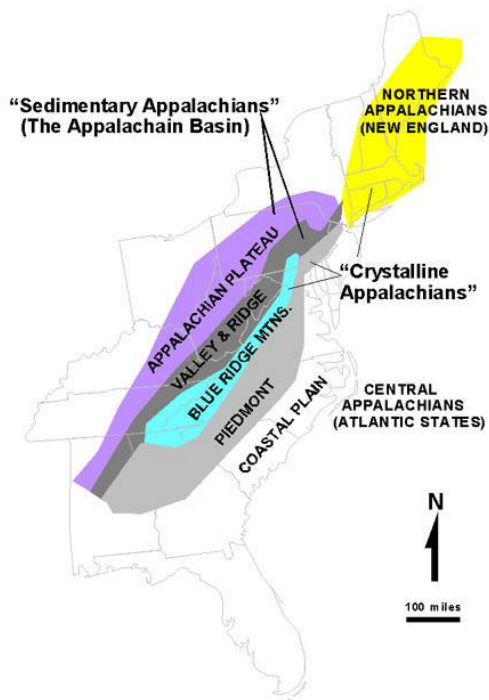 NORTHERN
APPALACHIANS
(NEW ENGLAND)
“Sedimentary Appalachians”
(The Appalachain Basin)
“Crystalline
Appalachians”
APPALACHIAN PLATEAU
VALLEY & RIDGE
BLUE RIDGE MTNS.
PIEDMONT
COASTAL PLAIN
CENTRAL
APPALACHIANS
(ATLANTIC STATES)
N
100 miles